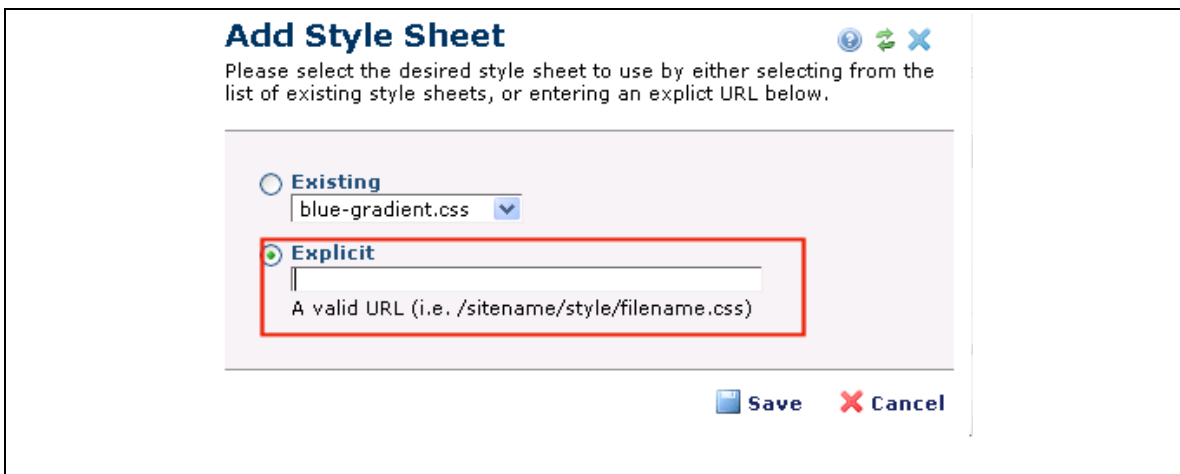 Add Style Sheet
Please select the desired style sheet to use by either selecting from the
list of existing style sheets, or entering an explict URL below.
Existing
blue-gradient.css
Explicit
A valid URL (i.e. /sitename/style/filename.css)
Save Cancel